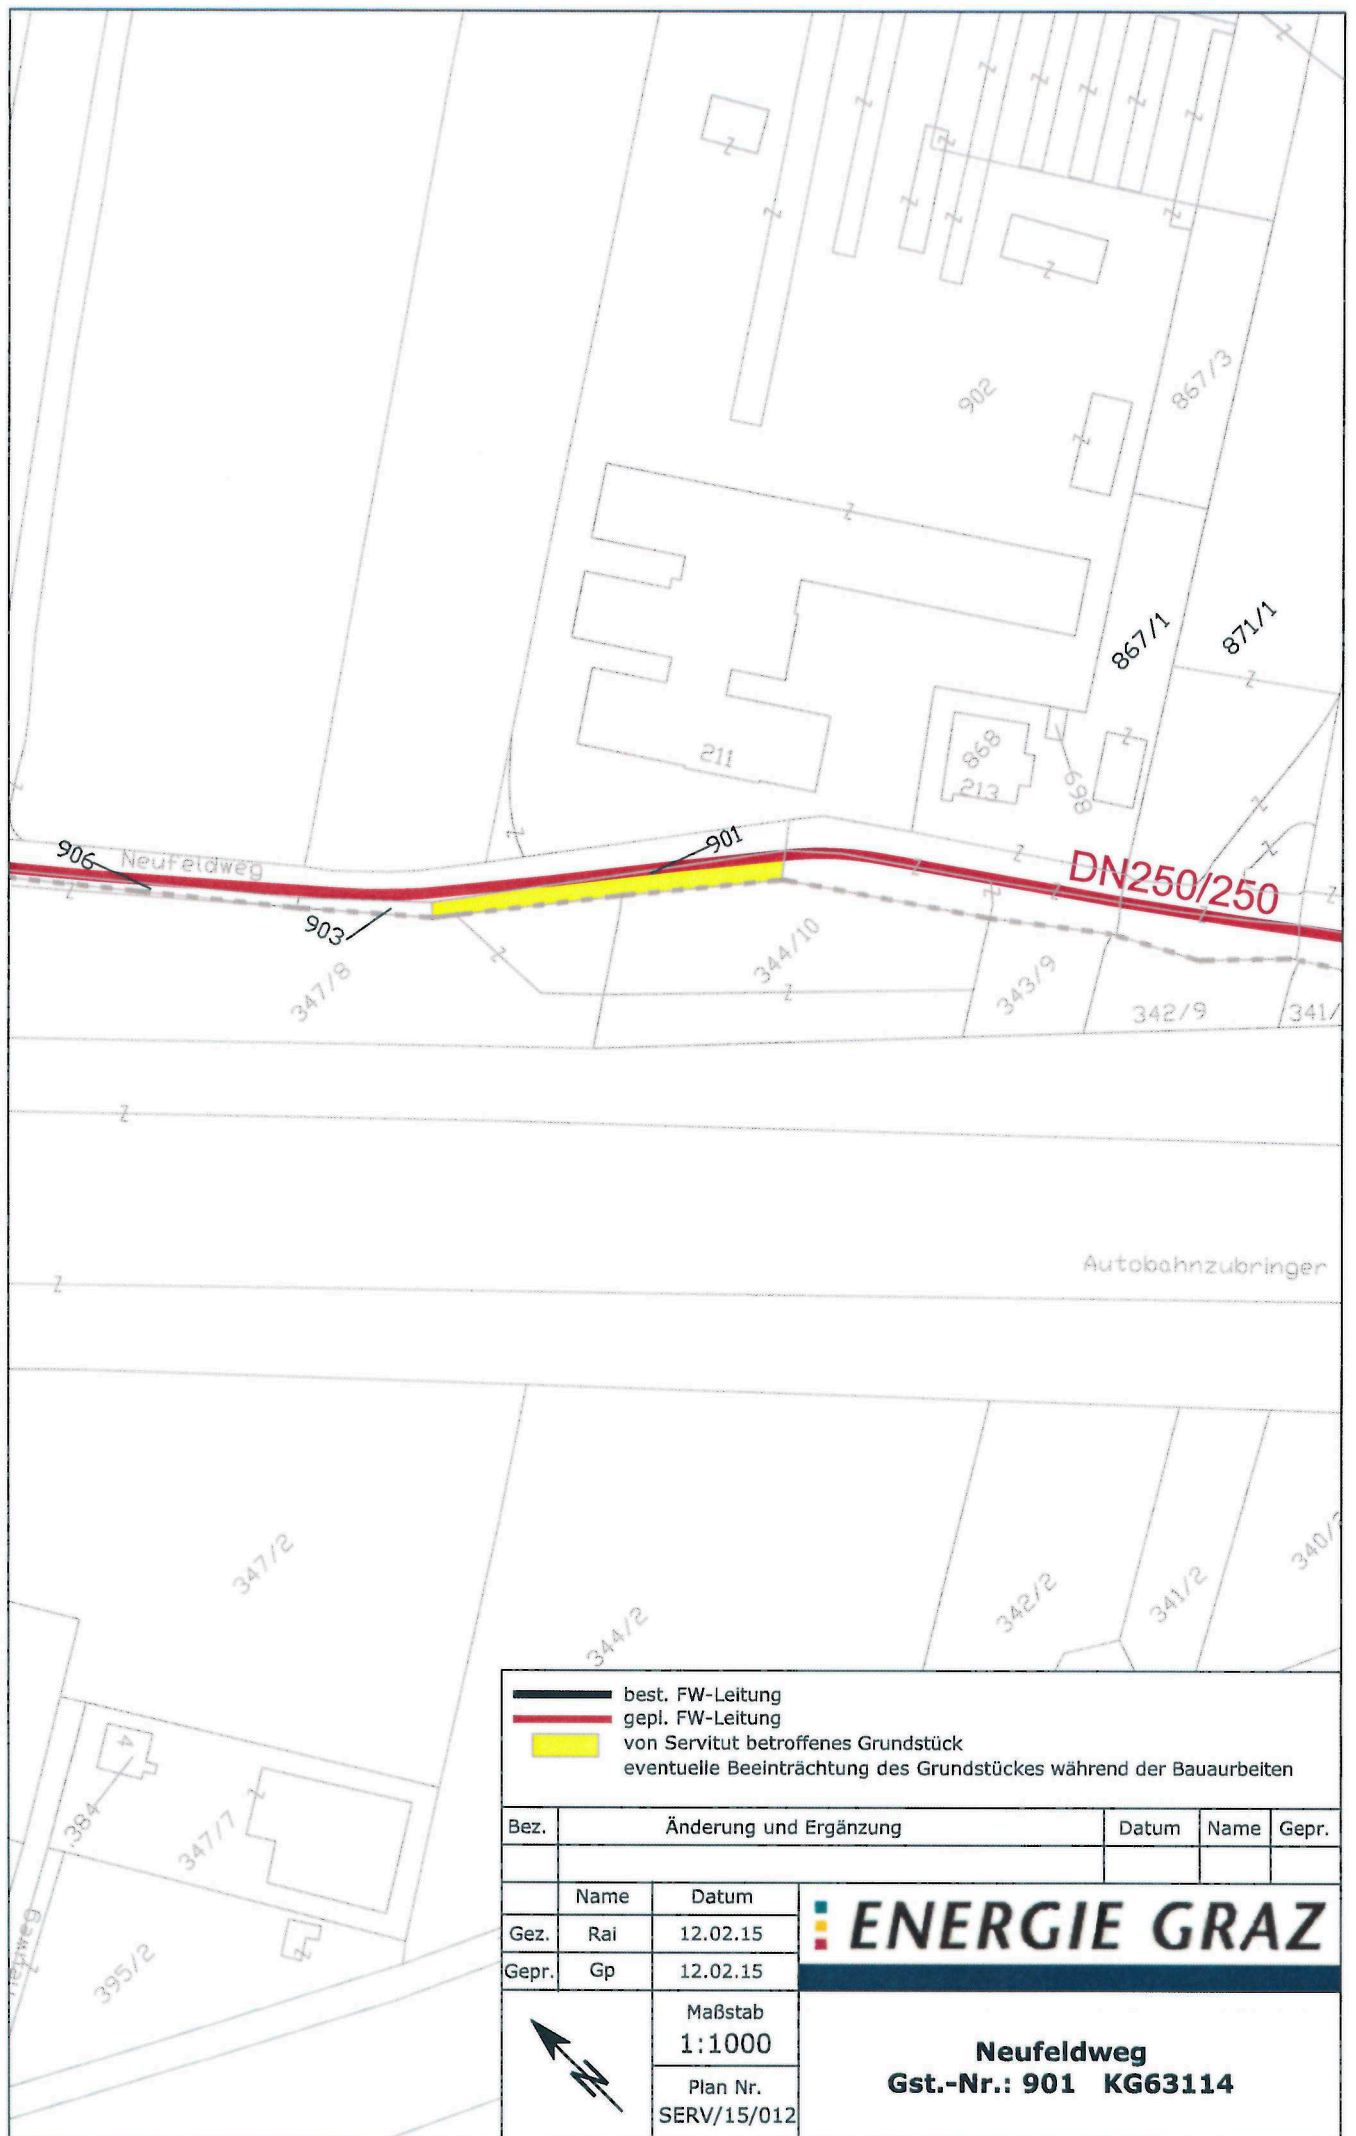 902
867/3
867/1
871/1
211
868
213
869
901
906
Neufeldweg
DN250/250
903
344/10
347/8
343/9
342/9
341/
Autobahnzubringer
347/2
340/
342/2
341/2
344/2
best. FW-Leitung
gepl. FW-Leitung
von Servitut betroffenes Grundstück
eventuelle Beeinträchtung des Grundstückes während der Bauaurbeiten
4
.384
347/7
395/2
Bez. Änderung und Ergänzung Datum Name Gepr.
Name Datum
Gez. Rai 12.02.15
Gepr. Gp 12.02.15
ENERGIE GRAZ
Maßstab
1:1000
Plan Nr.
SERV/15/012
N
Neufeldweg
Gst.-Nr.: 901 KG63114